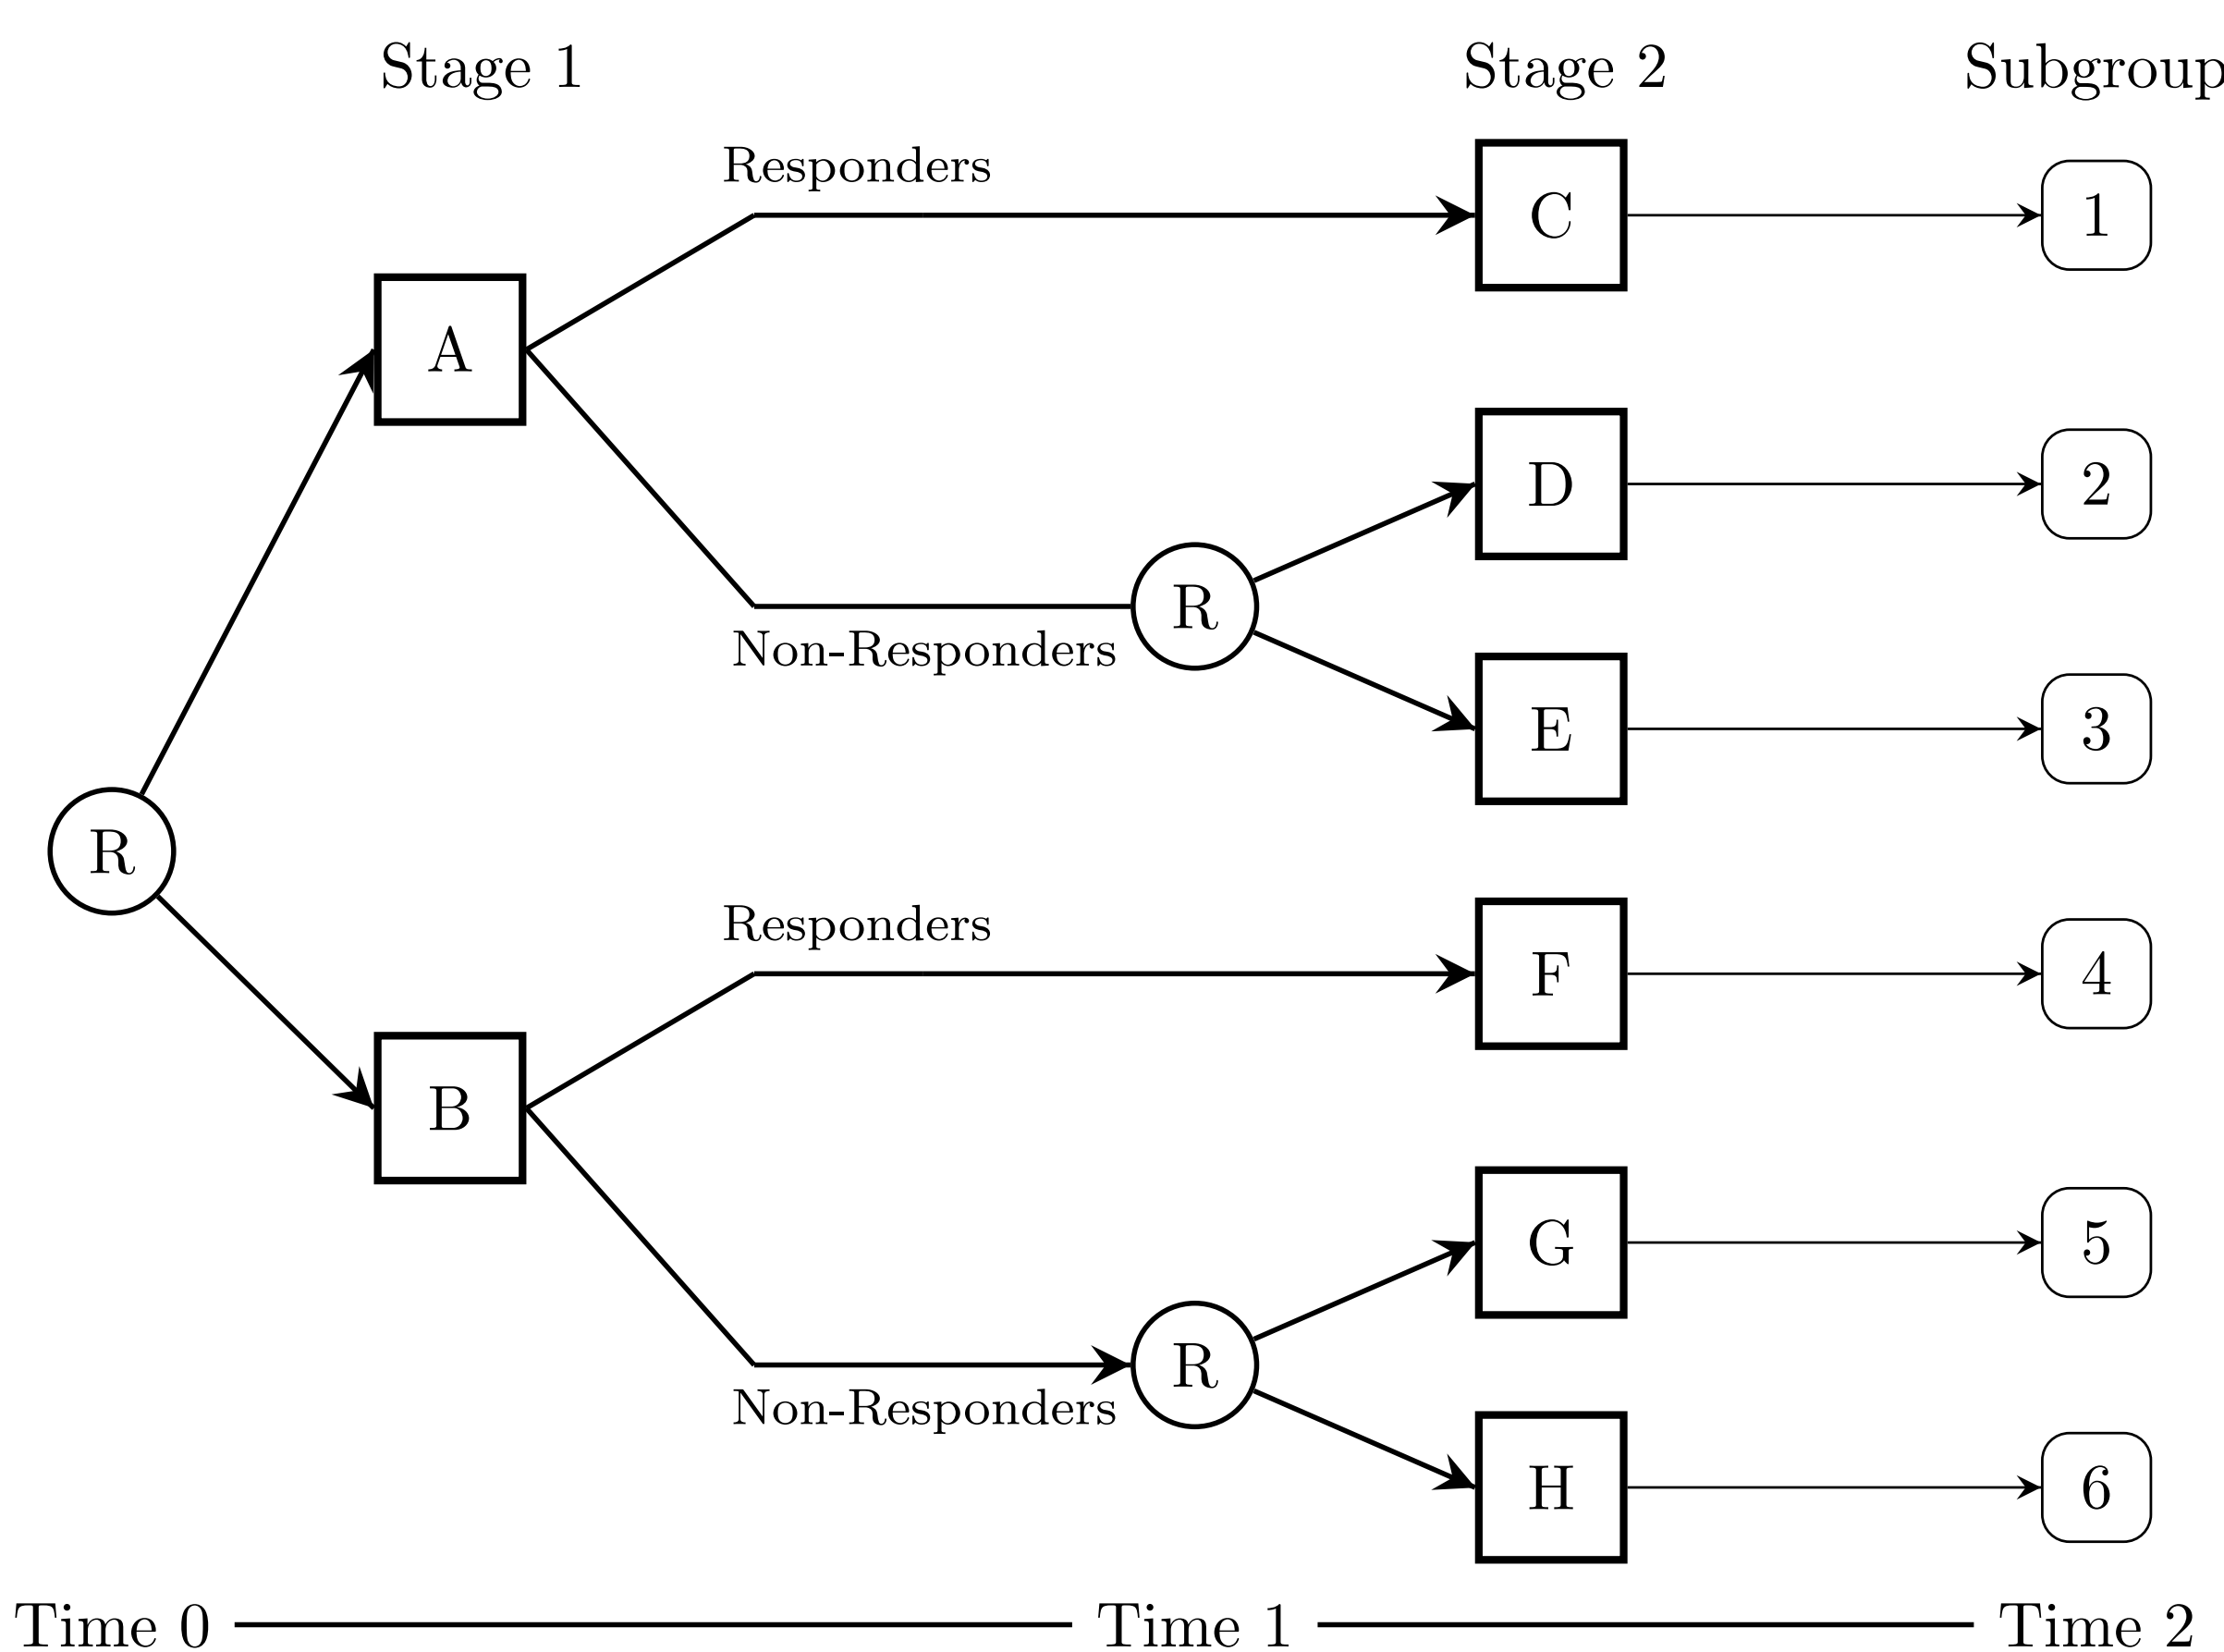 Stage 1
Stage 2
Subgroup
Responders
C
1
A
D
2
R
Non-Responders
E
3
R
Responders
F
4
B
G
5
R
Non-Responders
H
6
Time 0
Time 1
Time 2